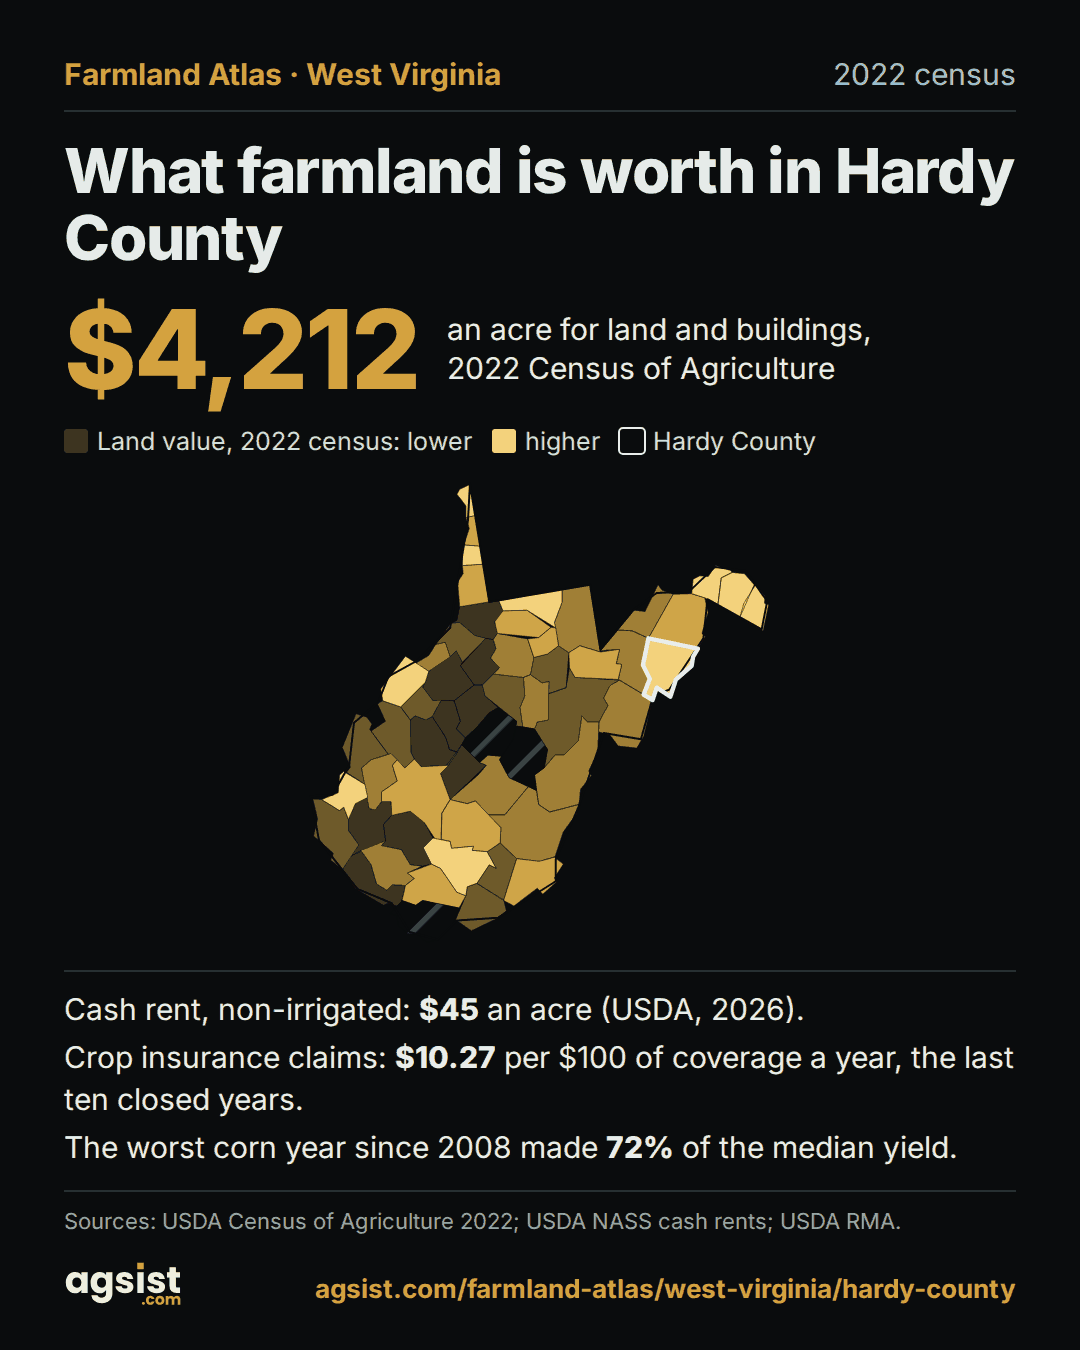 Farmland Atlas · West Virginia
2022 census
What farmland is worth in Hardy
County
$4,212
an acre for land and buildings,
2022 Census of Agriculture
Land value, 2022 census: lower
higher
Hardy County
Cash rent, non-irrigated: $45 an acre (USDA, 2026).
Crop insurance claims: $10.27 per $100 of coverage a year, the last
ten closed years.
The worst corn year since 2008 made 72% of the median yield.
Sources: USDA Census of Agriculture 2022; USDA NASS cash rents; USDA RMA.
agsist
.com
agsist.com/farmland-atlas/west-virginia/hardy-county